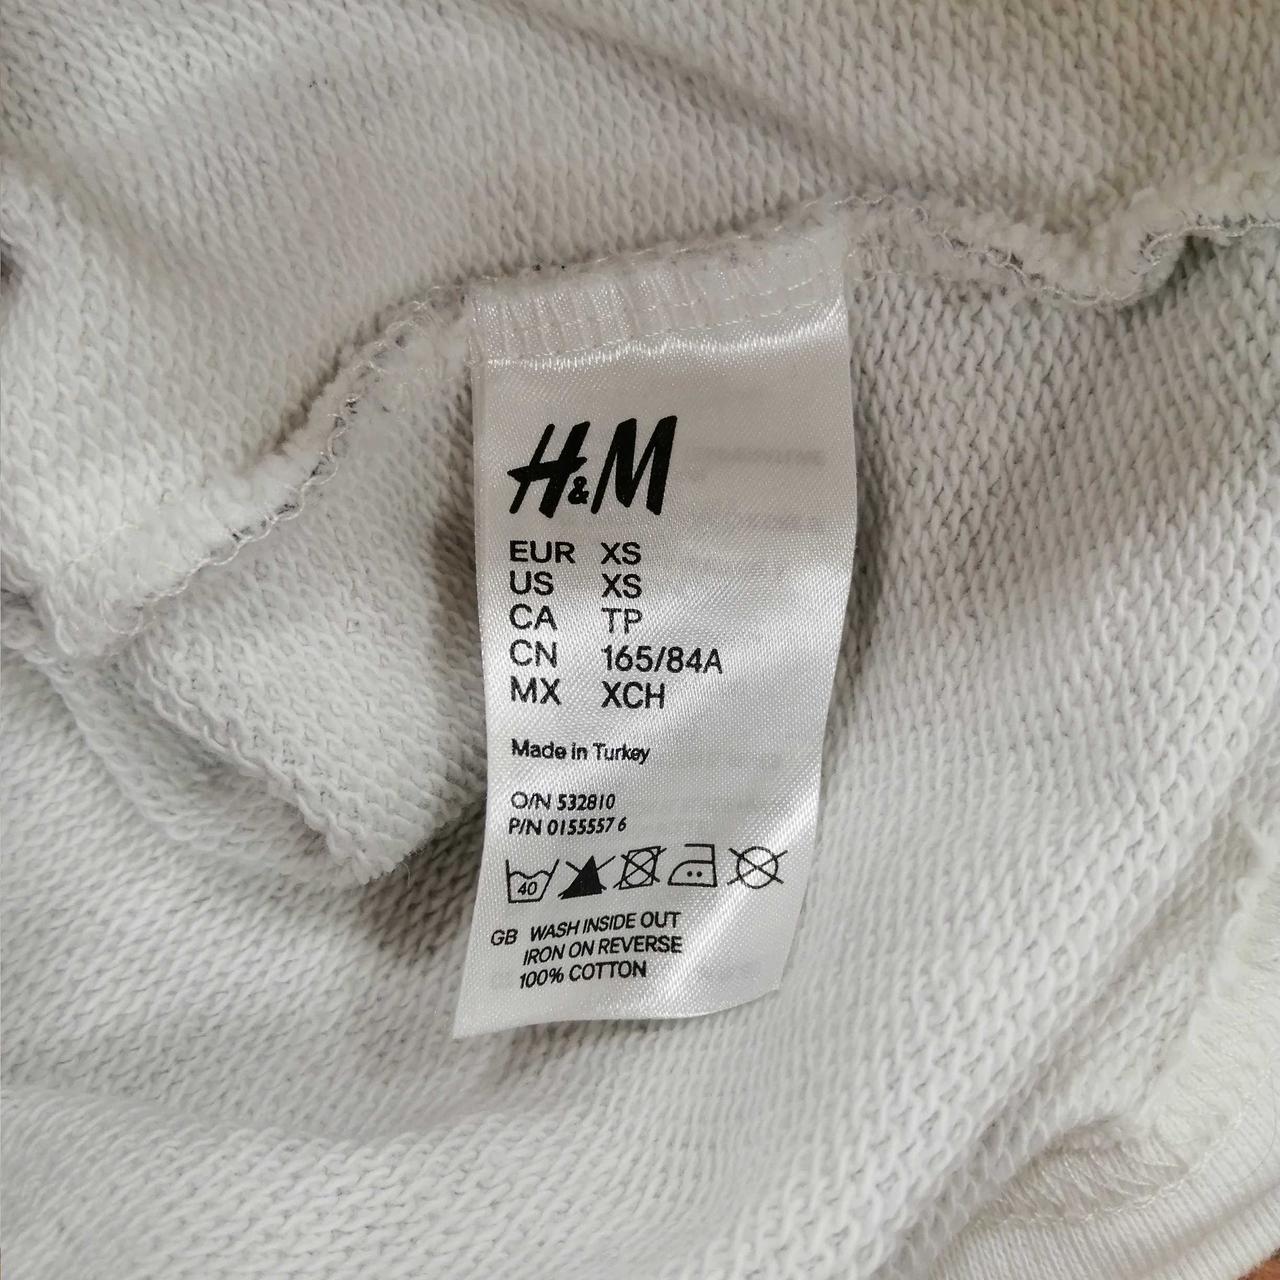 H&M
EUR XS
US XS
CA TP
CN 165/84A
MX XCH
Made in Turkey
O/N 532810
P/N 0155557 6
40
GB WASH INSIDE OUT
IRON ON REVERSE
100% COTTON